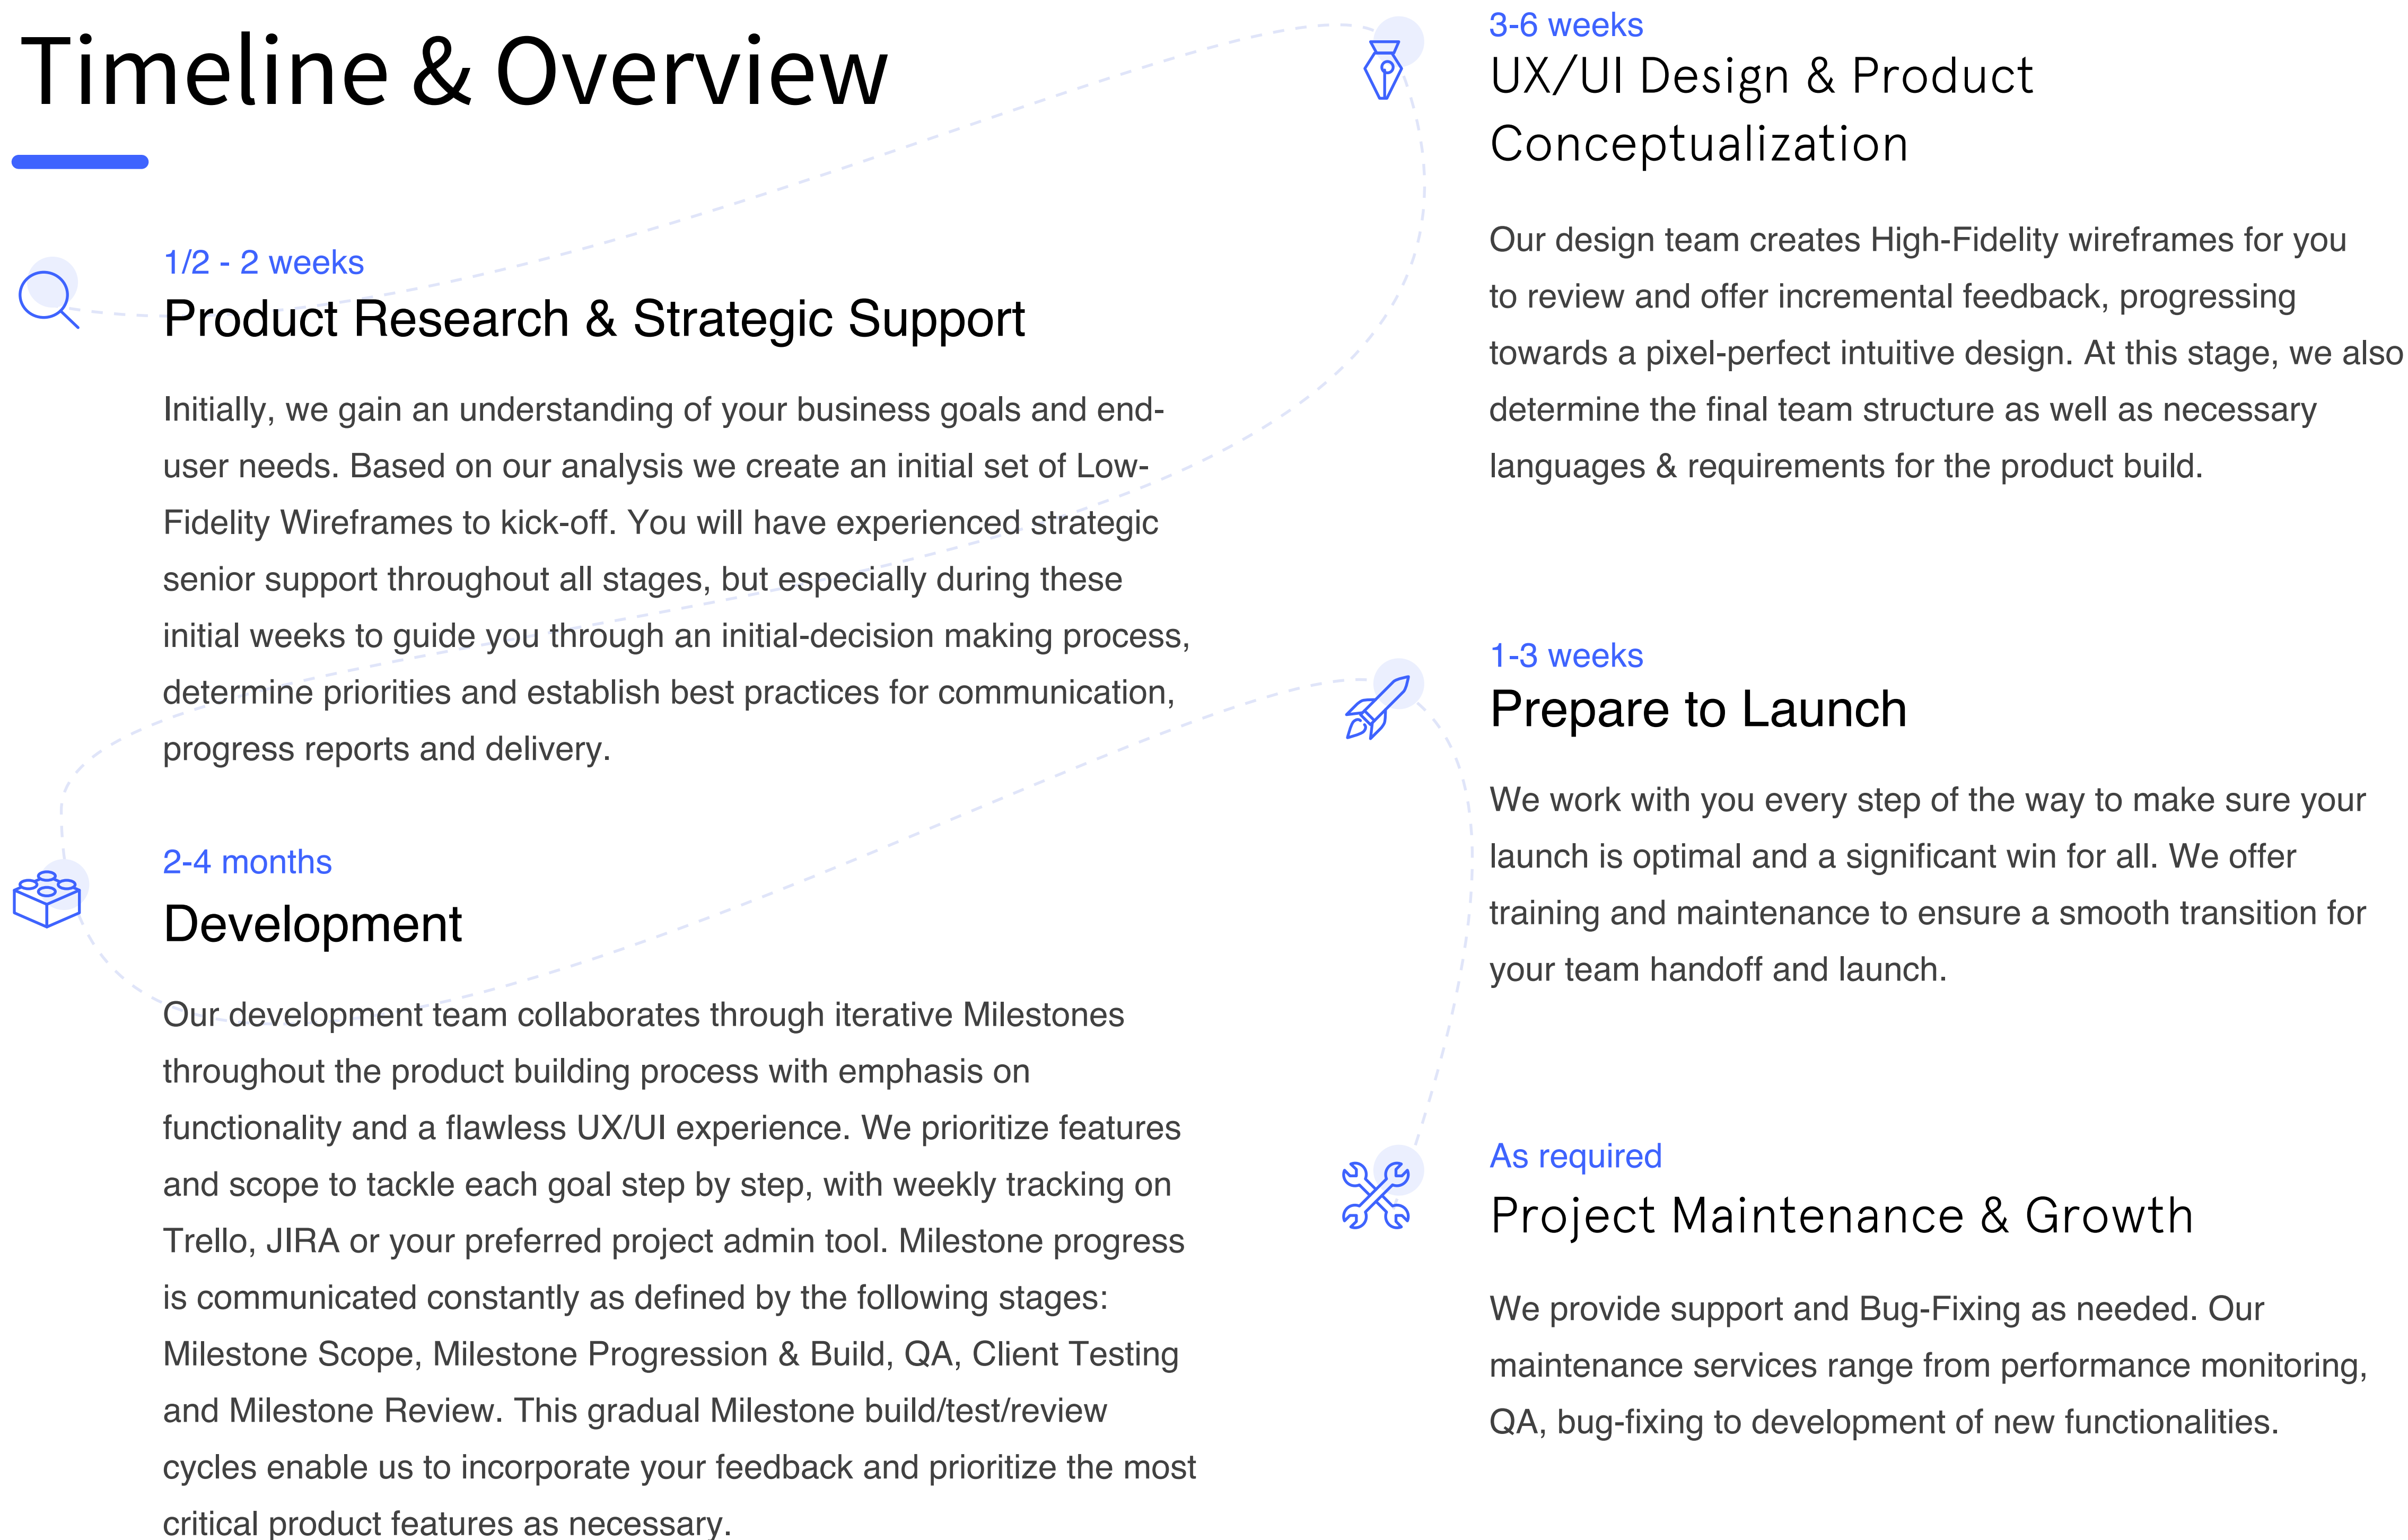 Timeline & Overview
1/2 - 2 weeks
Product Research & Strategic Support
Initially, we gain an understanding of your business goals and end-
user needs. Based on our analysis we create an initial set of Low-
Fidelity Wireframes to kick-off. You will have experienced strategic
senior support throughout all stages, but especially during these
initial weeks to guide you through an initial-decision making process,
determine priorities and establish best practices for communication,
progress reports and delivery.
3-6 weeks
UX/UI Design & Product
Conceptualization
Our design team creates High-Fidelity wireframes for you
to review and offer incremental feedback, progressing
towards a pixel-perfect intuitive design. At this stage, we also
determine the final team structure as well as necessary
languages & requirements for the product build.
2-4 months
Development
Our development team collaborates through iterative Milestones
throughout the product building process with emphasis on
functionality and a flawless UX/UI experience. We prioritize features
and scope to tackle each goal step by step, with weekly tracking on
Trello, JIRA or your preferred project admin tool. Milestone progress
is communicated constantly as defined by the following stages:
Milestone Scope, Milestone Progression & Build, QA, Client Testing
and Milestone Review. This gradual Milestone build/test/review
cycles enable us to incorporate your feedback and prioritize the most
critical product features as necessary.
1-3 weeks
Prepare to Launch
We work with you every step of the way to make sure your
launch is optimal and a significant win for all. We offer
training and maintenance to ensure a smooth transition for
your team handoff and launch.
As required
Project Maintenance & Growth
We provide support and Bug-Fixing as needed. Our
maintenance services range from performance monitoring,
QA, bug-fixing to development of new functionalities.